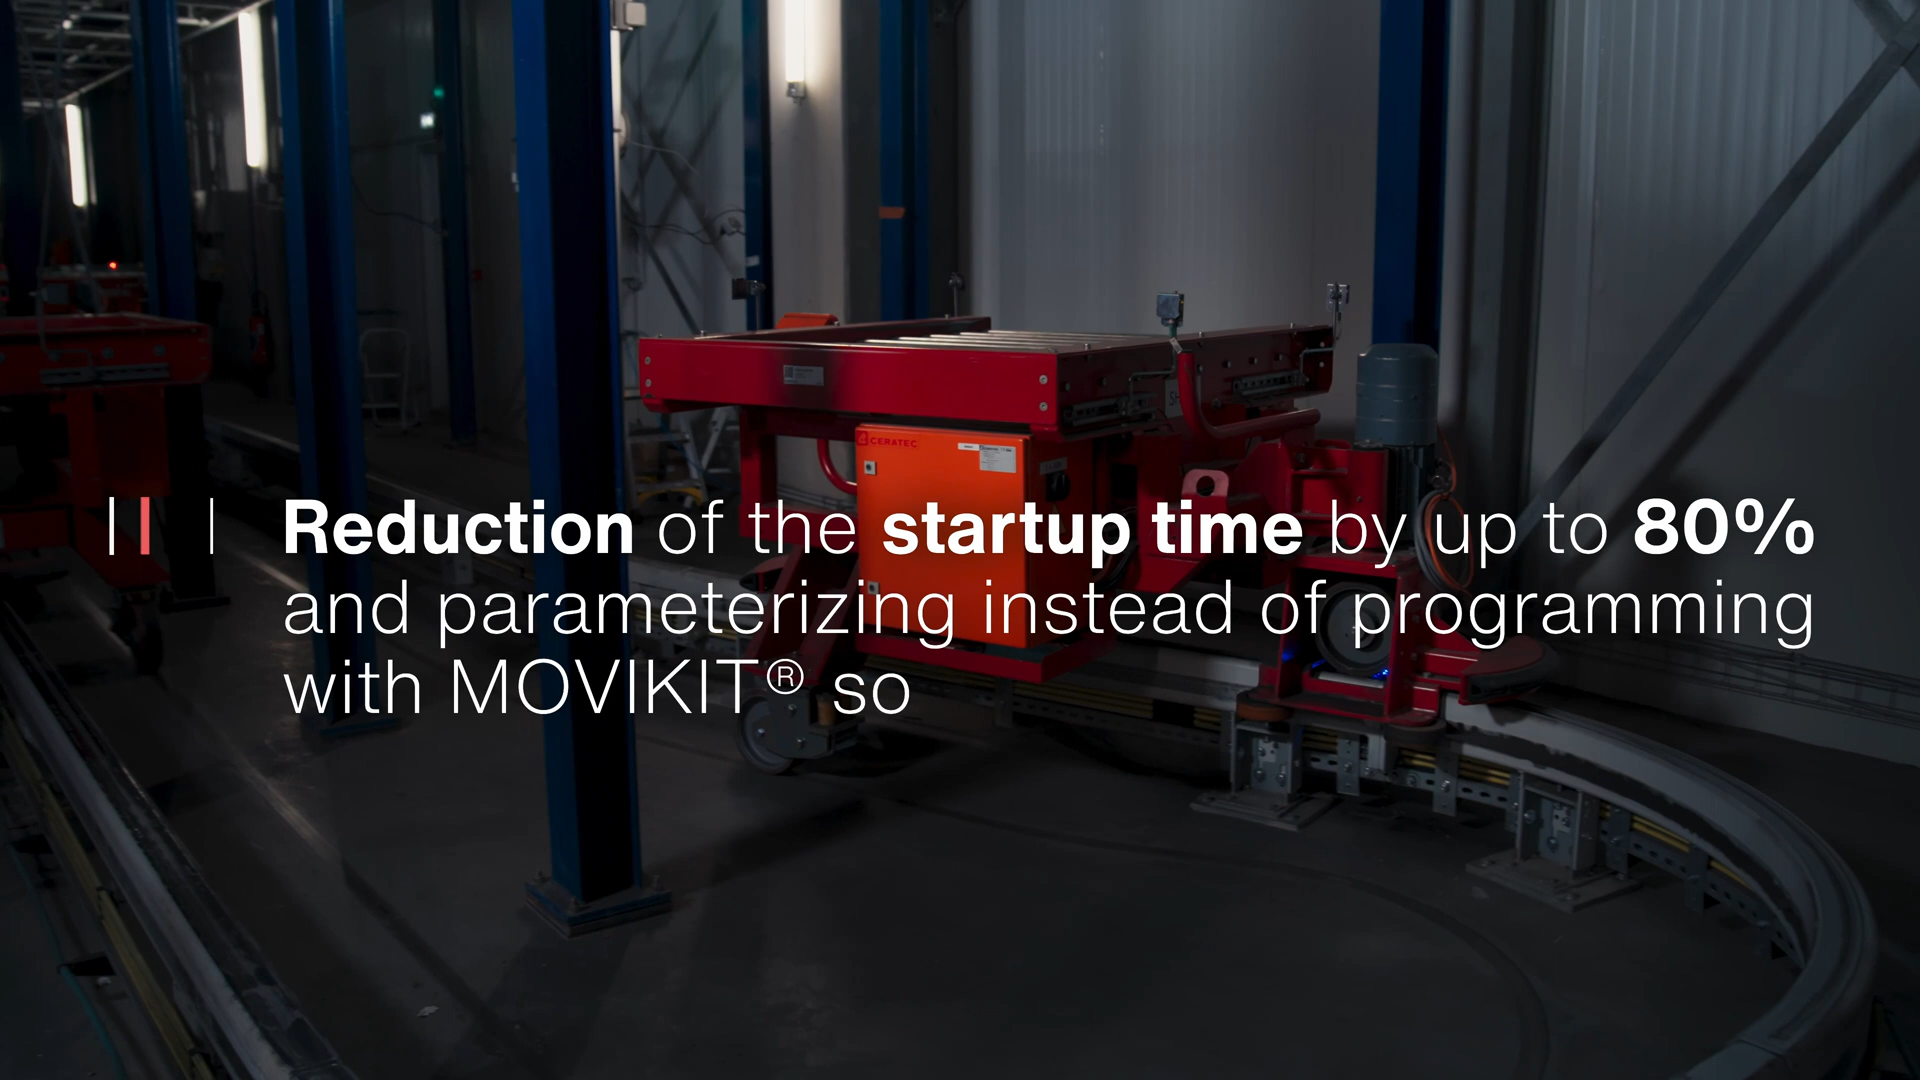 CERATEC
Reduction of the startup time by up to 80%
and parameterizing instead of programming
with MOVIKIT® so